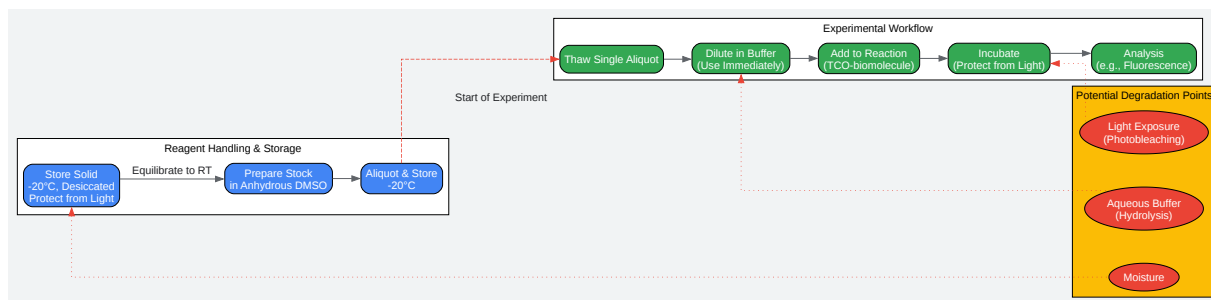 Experimental Workflow
Thaw Single Aliquot
Dilute in Buffer
(Use Immediately)
Add to Reaction
(TCO-biomolecule)
Incubate
(Protect from Light)
Analysis
(e.g., Fluorescence)
Start of Experiment
Potential Degradation Points
Light Exposure
(Photobleaching)
Aqueous Buffer
(Hydrolysis)
Moisture
Reagent Handling & Storage
Store Solid
-20°C, Desiccated
Protect from Light
Equilibrate to RT
Prepare Stock
in Anhydrous DMSO
Aliquot & Store
-20°C